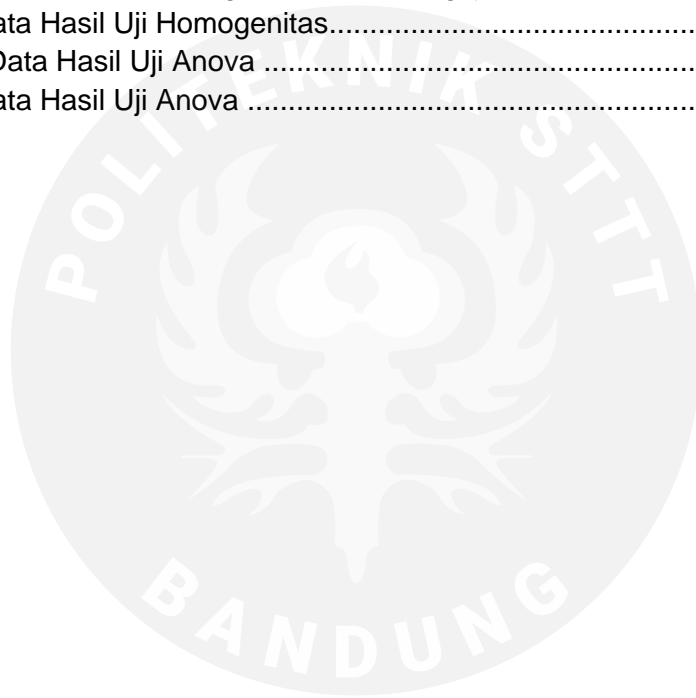 ata Hasil Uji Homogenitas..............................................
Data Hasil Uji Anova ......................................................
ata Hasil Uji Anova ........................................................
POLITEKNIK STTT
BANDUNG